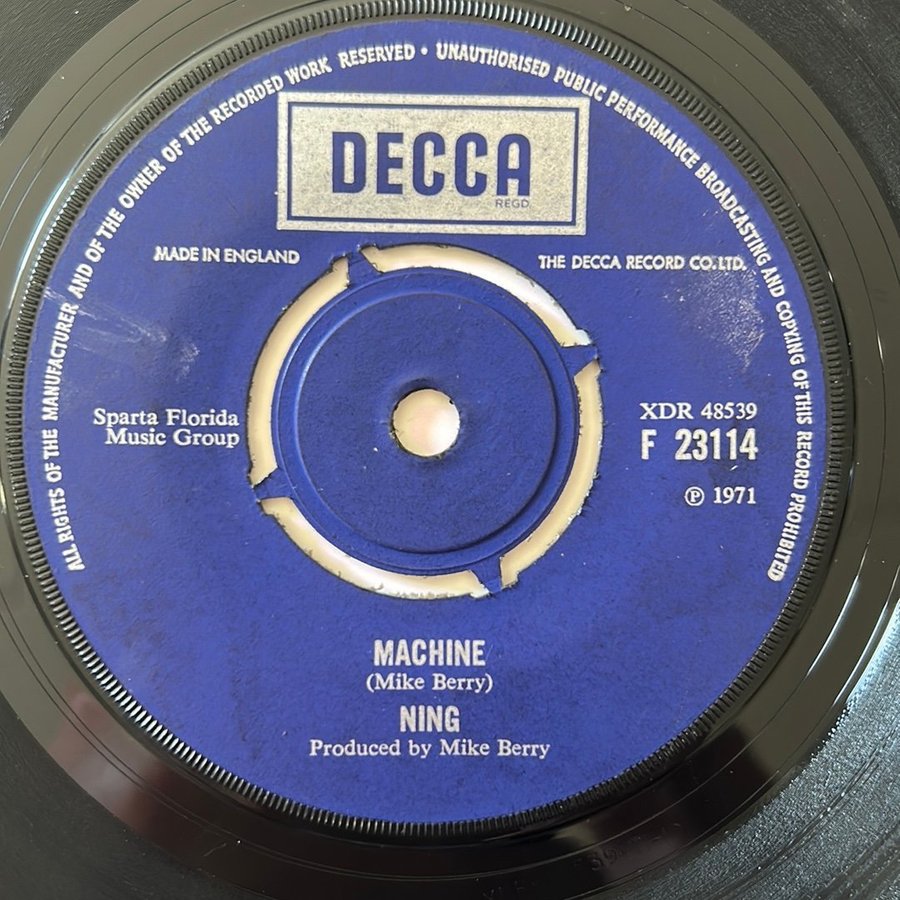 ALL RIGHTS OF THE MANUFACTURER AND OF THE OWNER OF THE RECORDED WORK RESERVED • UNAUTHORISED PUBLIC PERFORMANCE BROADCASTING AND COPYING OF THIS RECORD PROHIBITED
DECCA
REGD.
MADE IN ENGLAND
THE DECCA RECORD CO. LTD.
Sparta Florida
Music Group
XDR 48539
F 23114
℗ 1971
MACHINE
(Mike Berry)
NING
Produced by Mike Berry